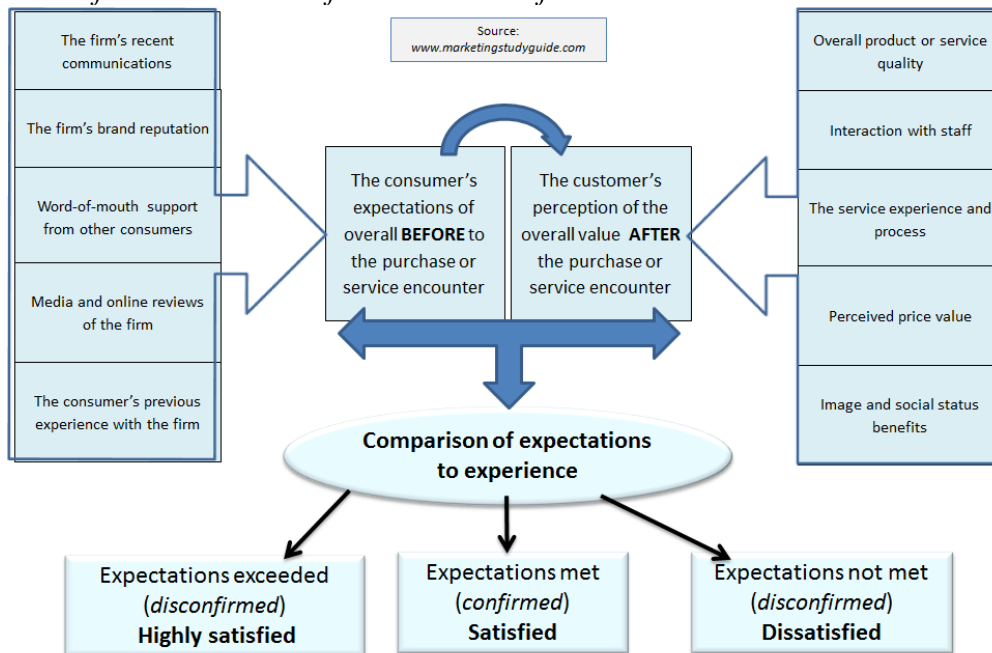 The firm's recent
communications
The firm's brand reputation
Word-of-mouth support
from other consumers
Media and online reviews
of the firm
The consumer's previous
experience with the firm
Source:
www.marketingstudyguide.com
The consumer's
expectations of
overall BEFORE to
the purchase or
service encounter
The customer's
perception of the
overall value AFTER
the purchase or
service encounter
Overall product or service
quality
Interaction with staff
The service experience and
process
Perceived price value
Image and social status
benefits
Comparison of expectations
to experience
Expectations exceeded
(disconfirmed)
Highly satisfied
Expectations met
(confirmed)
Satisfied
Expectations not met
(disconfirmed)
Dissatisfied